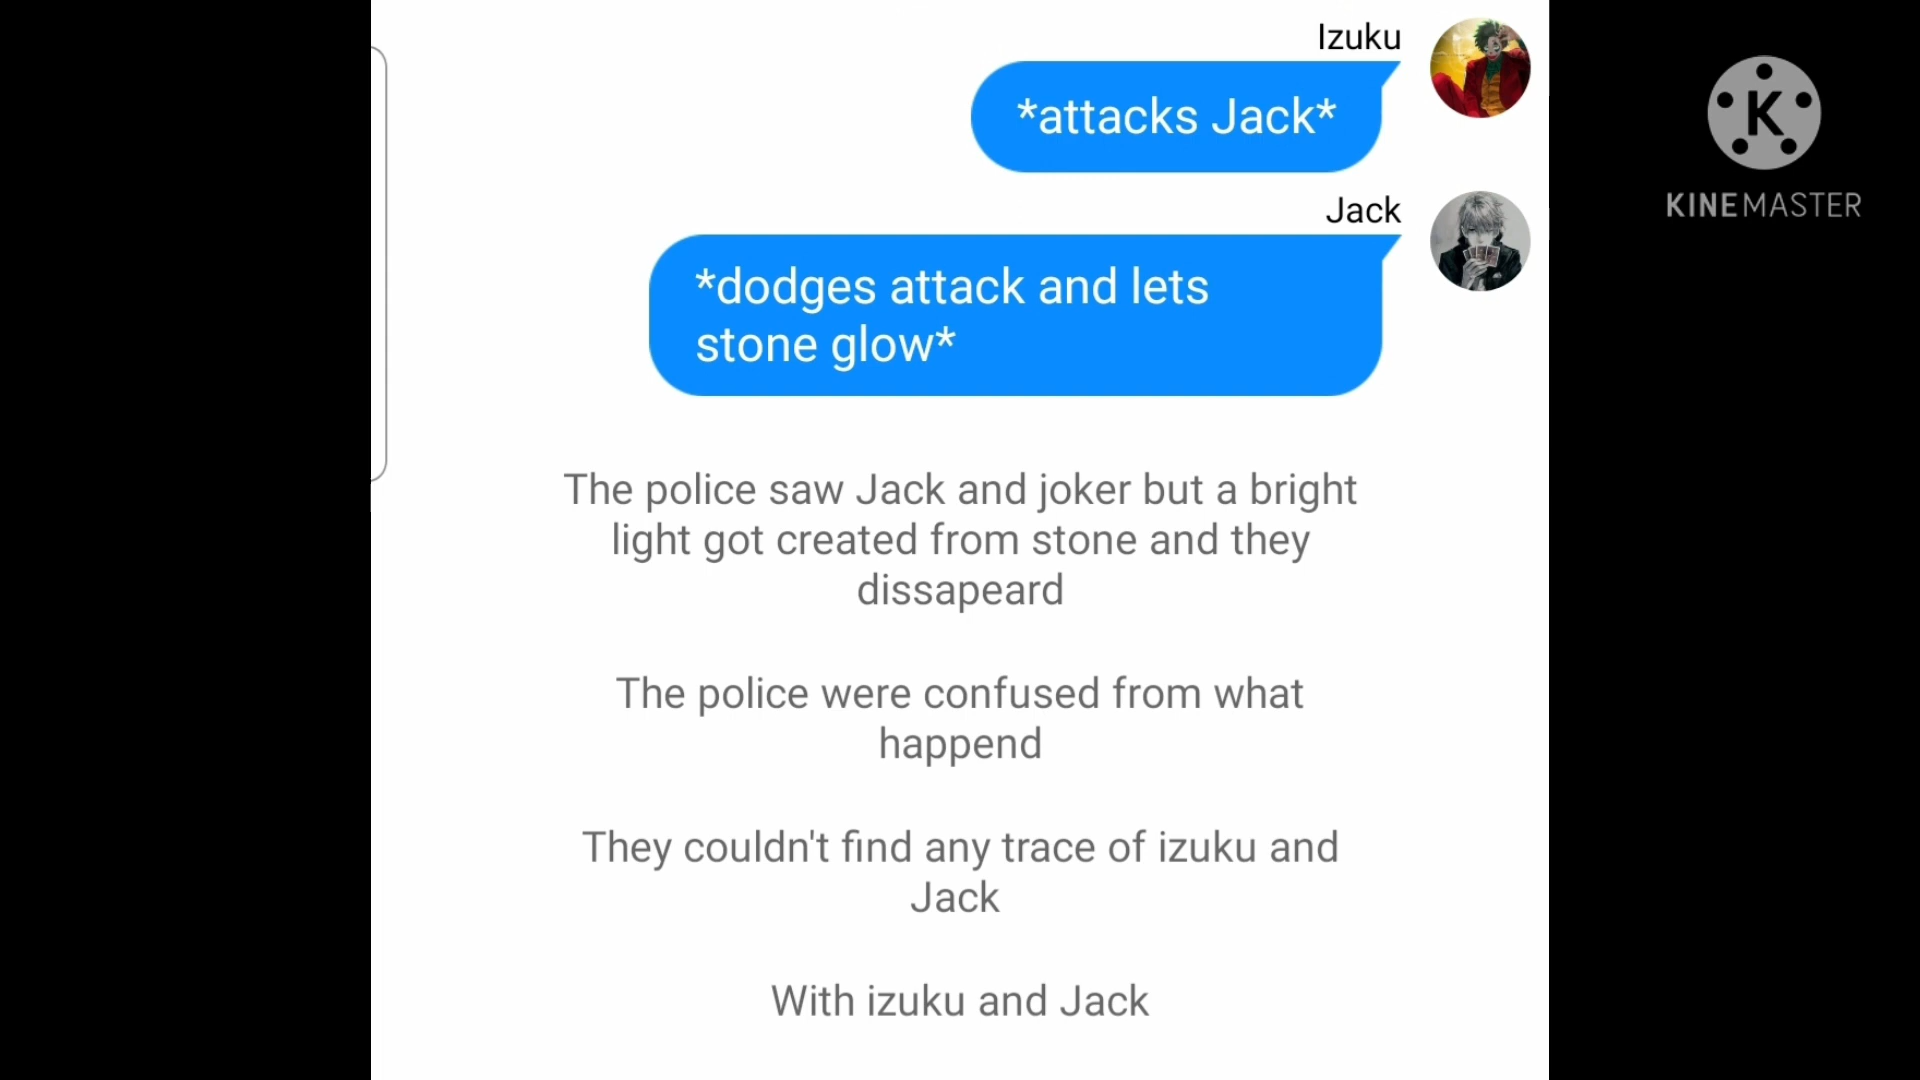 Izuku
*attacks Jack*
Jack
*dodges attack and lets
stone glow*
The police saw Jack and joker but a bright
light got created from stone and they
dissapeard
The police were confused from what
happend
They couldn't find any trace of izuku and
Jack
With izuku and Jack
K
KINEMASTER